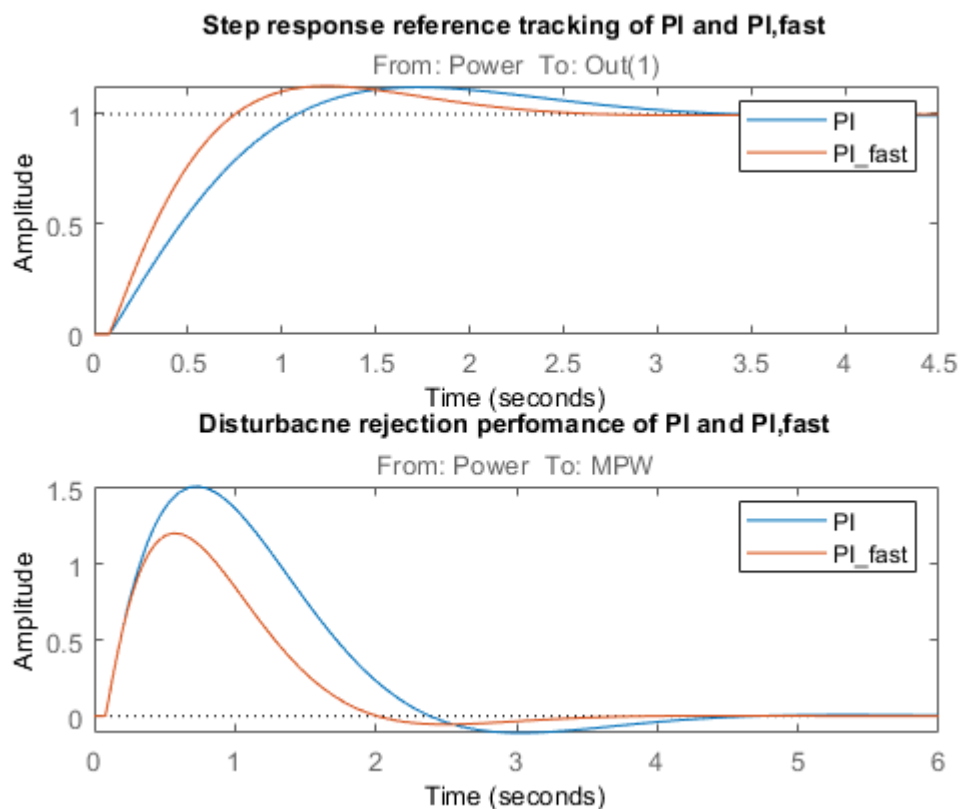 Step response reference tracking of PI and PI,fast
From: Power To: Out(1)
1
0.5
0
Amplitude
PI
PI_fast
0 0.5 1 1.5 2 2.5 3 3.5 4 4.5
Time (seconds)
Disturbacne rejection perfomance of PI and PI,fast
From: Power To: MPW
1.5
1
0.5
0
Amplitude
PI
PI_fast
0 1 2 3 4 5 6
Time (seconds)